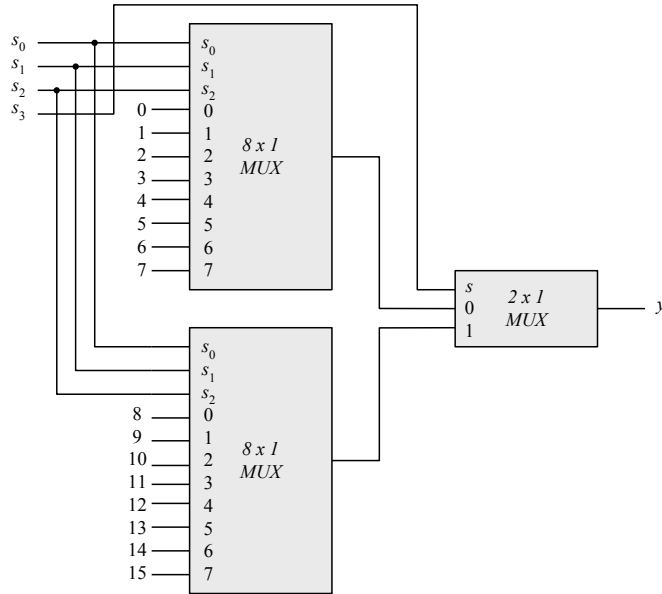 s0 s0
s1 s1
s2 s2
s3
0 0
1 1
2 2
3 3
4 4
5 5
6 6
7 7
8 x 1
MUX
s
0
1
2 x 1
MUX
y
s0
s1
s2
8 0
9 1
10 2
11 3
12 4
13 5
14 6
15 7
8 x 1
MUX